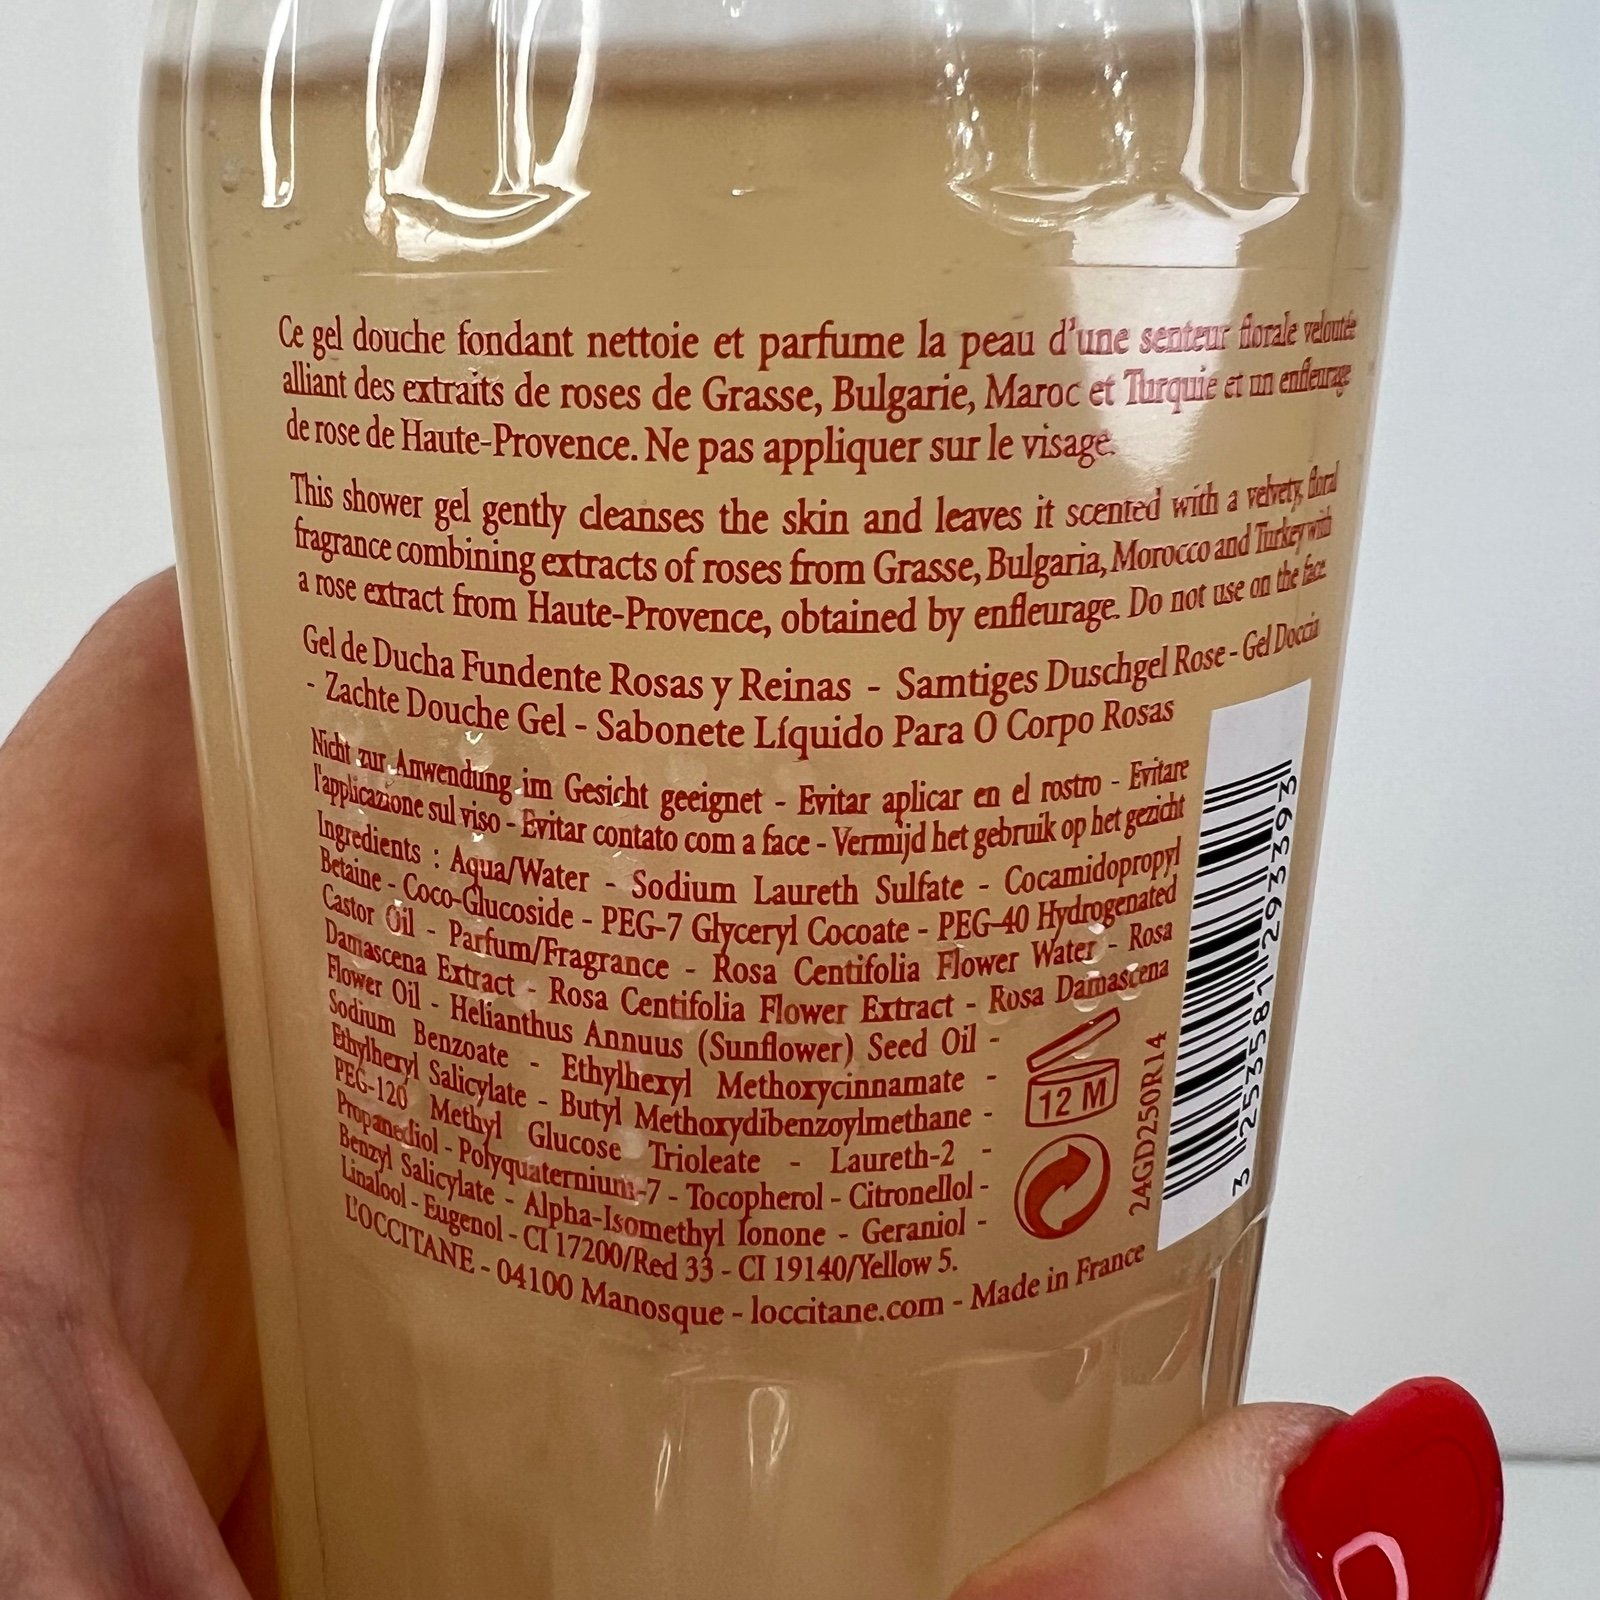 Ce gel douche fondant nettoie et parfume la peau d'une senteur florale veloutée
alliant des extraits de roses de Grasse, Bulgarie, Maroc et Turquie et un enfleurage
de rose de Haute-Provence. Ne pas appliquer sur le visage.
This shower gel gently cleanses the skin and leaves it scented with a velvety, floral
fragrance combining extracts of roses from Grasse, Bulgaria, Morocco and Turkey with
a rose extract from Haute-Provence, obtained by enfleurage. Do not use on the face.
Gel de Ducha Fundente Rosas y Reinas - Samtiges Duschgel Rose - Gel Doccia
- Zachte Douche Gel - Sabonete Líquido Para O Corpo Rosas
Nicht zur Anwendung im Gesicht geeignet - Evitar aplicar en el rostro - Evitare
l'applicazione sul viso - Evitar contato com a face - Vermijd het gebruik op het gezicht
Ingredients : Aqua/Water - Sodium Laureth Sulfate - Cocamidopropyl
Betaine - Coco-Glucoside - PEG-7 Glyceryl Cocoate - PEG-40 Hydrogenated
Castor Oil - Parfum/Fragrance - Rosa Centifolia Flower Water - Rosa
Damascena Extract - Rosa Centifolia Flower Extract - Rosa Damascena
Flower Oil - Helianthus Annuus (Sunflower) Seed Oil -
Sodium Benzoate - Ethylhexyl Methoxycinnamate -
Ethylhexyl Salicylate - Butyl Methoxydibenzoylmethane -
PEG-120 Methyl Glucose Trioleate - Laureth-2 -
Propanediol - Polyquaternium-7 - Tocopherol - Citronellol -
Benzyl Salicylate - Alpha-Isomethyl Ionone - Geraniol -
Linalool - Eugenol - CI 17200/Red 33 - CI 19140/Yellow 5.
L'OCCITANE - 04100 Manosque - loccitane.com - Made in France
12 M
24GD250R14
3 253581 293393